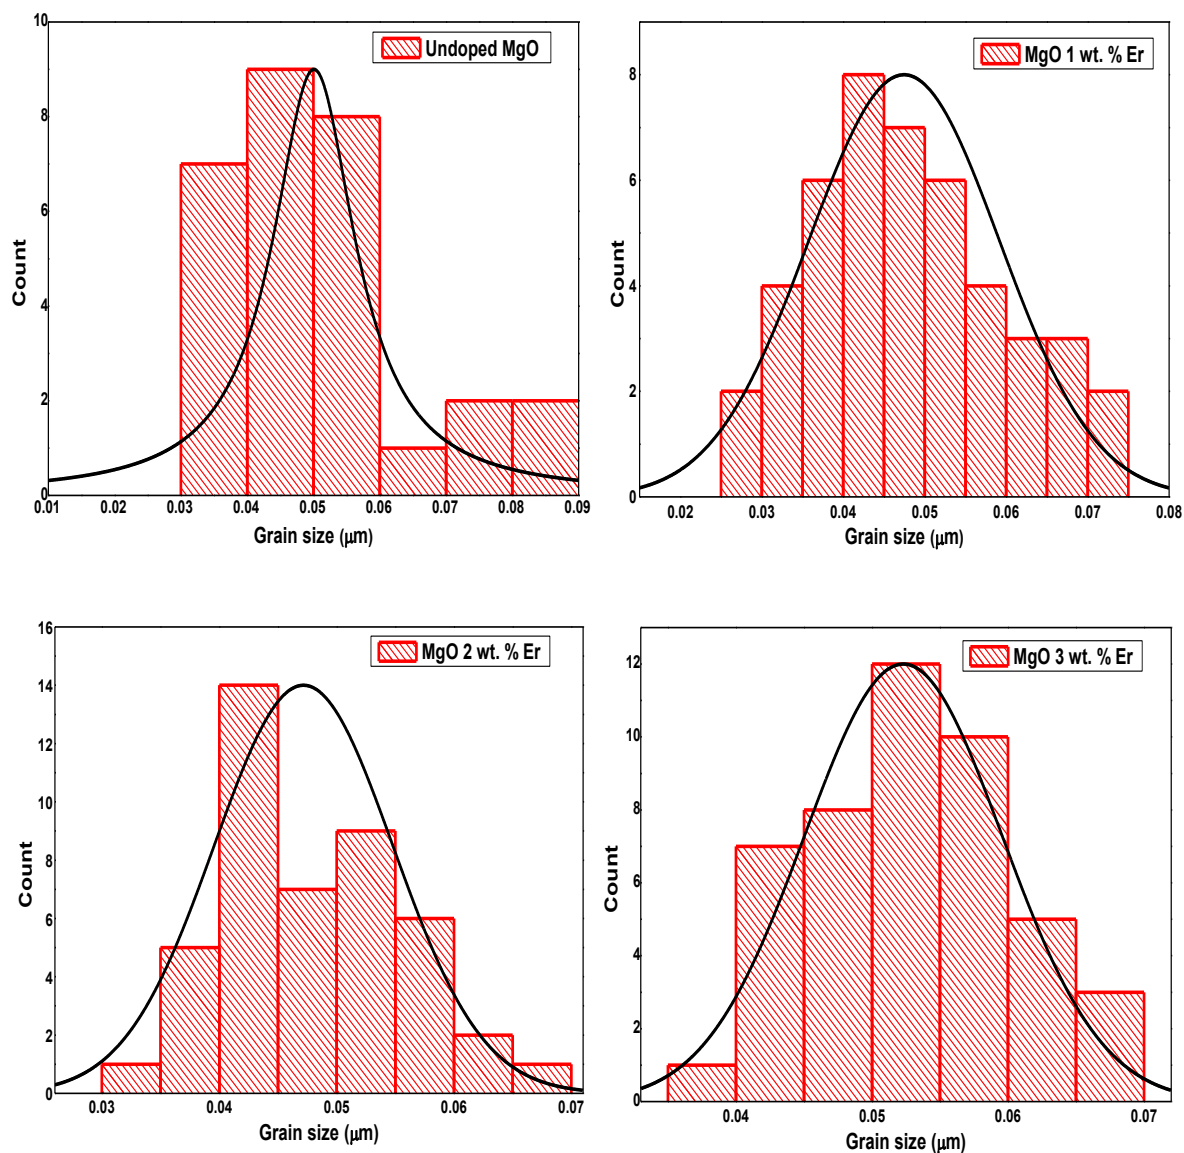 Undoped MgO
10
8
6
4
2
0
Count
0.01 0.02 0.03 0.04 0.05 0.06 0.07 0.08 0.09
Grain size (μm)
MgO 1 wt. % Er
8
6
4
2
0
Count
0.02 0.03 0.04 0.05 0.06 0.07 0.08
Grain size (μm)
MgO 2 wt. % Er
16
14
12
10
8
6
4
2
0
Count
0.03 0.04 0.05 0.06 0.07
Grain size (μm)
MgO 3 wt. % Er
12
10
8
6
4
2
0
Count
0.04 0.05 0.06 0.07
Grain size (μm)